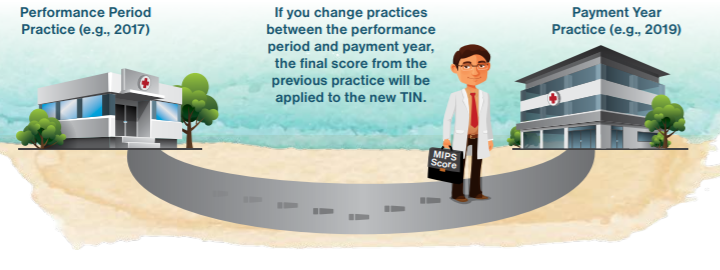 Performance Period
Practice (e.g., 2017)
If you change practices
between the performance
period and payment year,
the final score from the
previous practice will be
applied to the new TIN.
Payment Year
Practice (e.g., 2019)
MIPS
Score